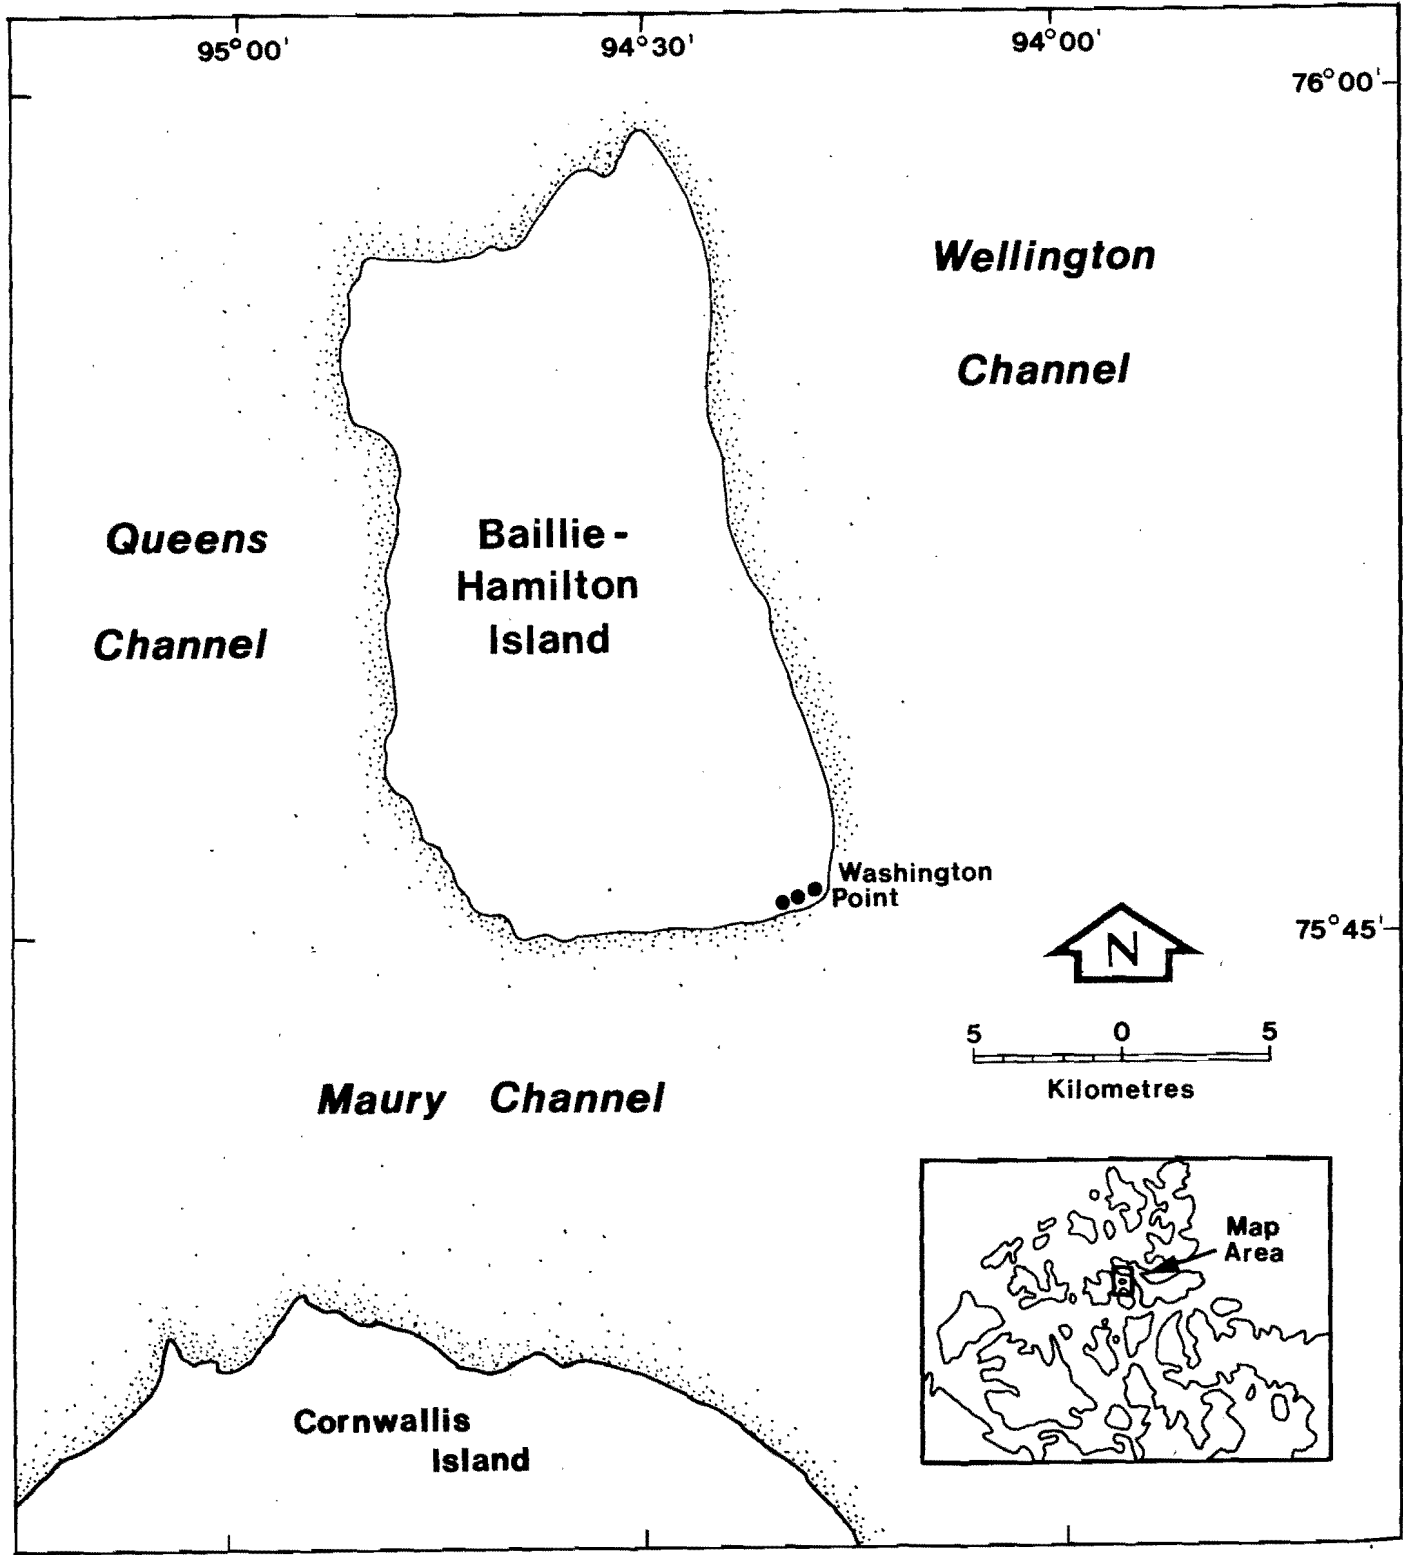 95°00'
94°30'
94°00'
76°00'
Wellington
Channel
Queens
Channel
Baillie-
Hamilton
Island
Washington
Point
75°45'
N
5 0 5
Kilometres
Maury Channel
Map
Area
Cornwallis
Island